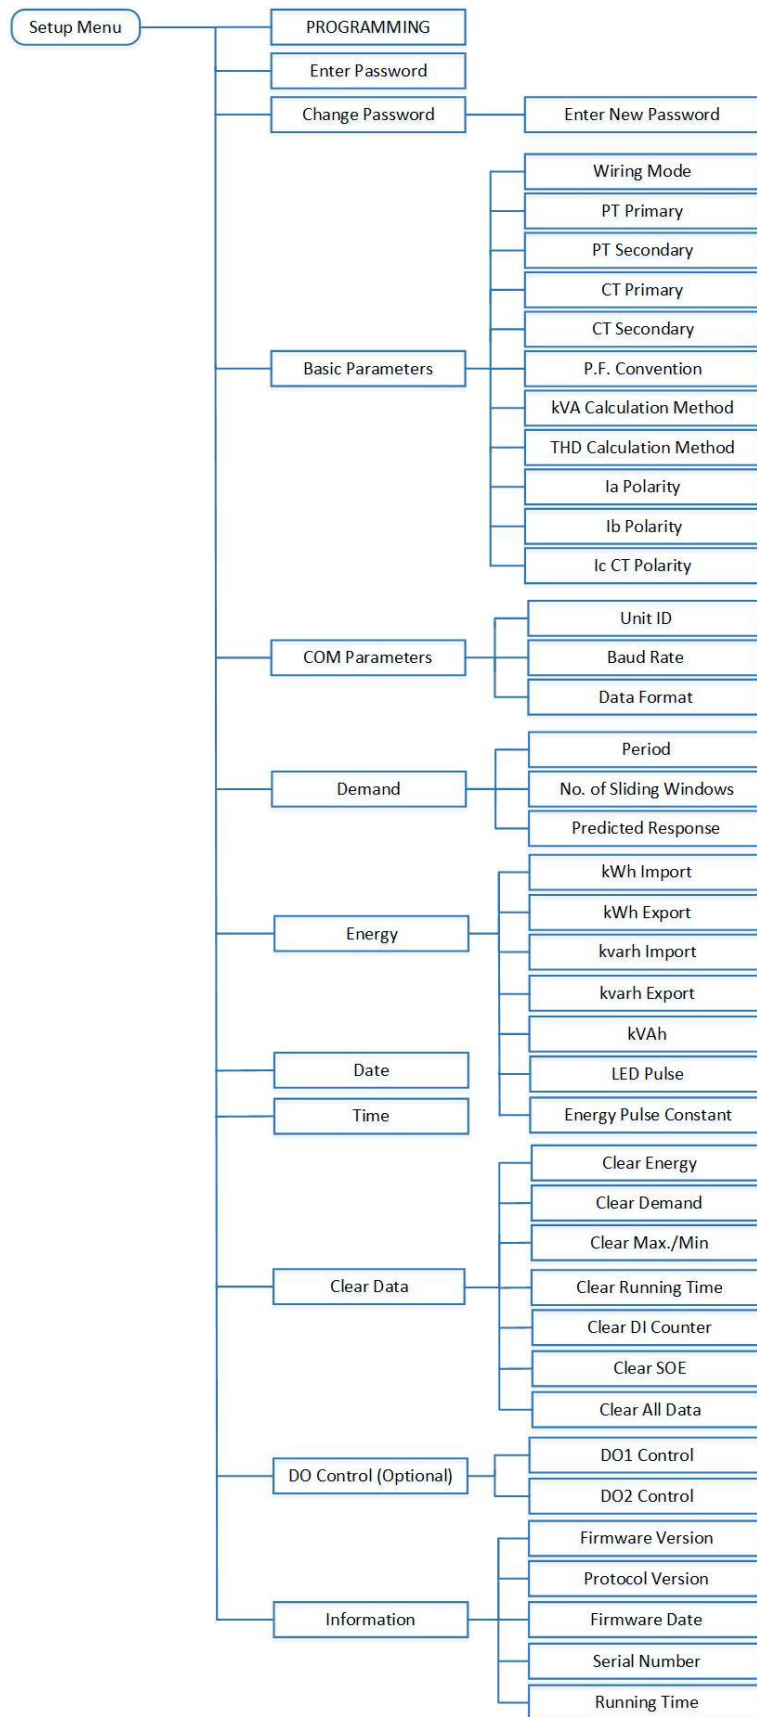 Setup Menu
PROGRAMMING
Enter Password
Change Password
Enter New Password
Basic Parameters
Wiring Mode
PT Primary
PT Secondary
CT Primary
CT Secondary
P.F. Convention
kVA Calculation Method
THD Calculation Method
Ia Polarity
Ib Polarity
Ic CT Polarity
COM Parameters
Unit ID
Baud Rate
Data Format
Demand
Period
No. of Sliding Windows
Predicted Response
Energy
kWh Import
kWh Export
kvarh Import
kvarh Export
kVAh
LED Pulse
Energy Pulse Constant
Date
Time
Clear Data
Clear Energy
Clear Demand
Clear Max./Min
Clear Running Time
Clear DI Counter
Clear SOE
Clear All Data
DO Control (Optional)
DO1 Control
DO2 Control
Information
Firmware Version
Protocol Version
Firmware Date
Serial Number
Running Time